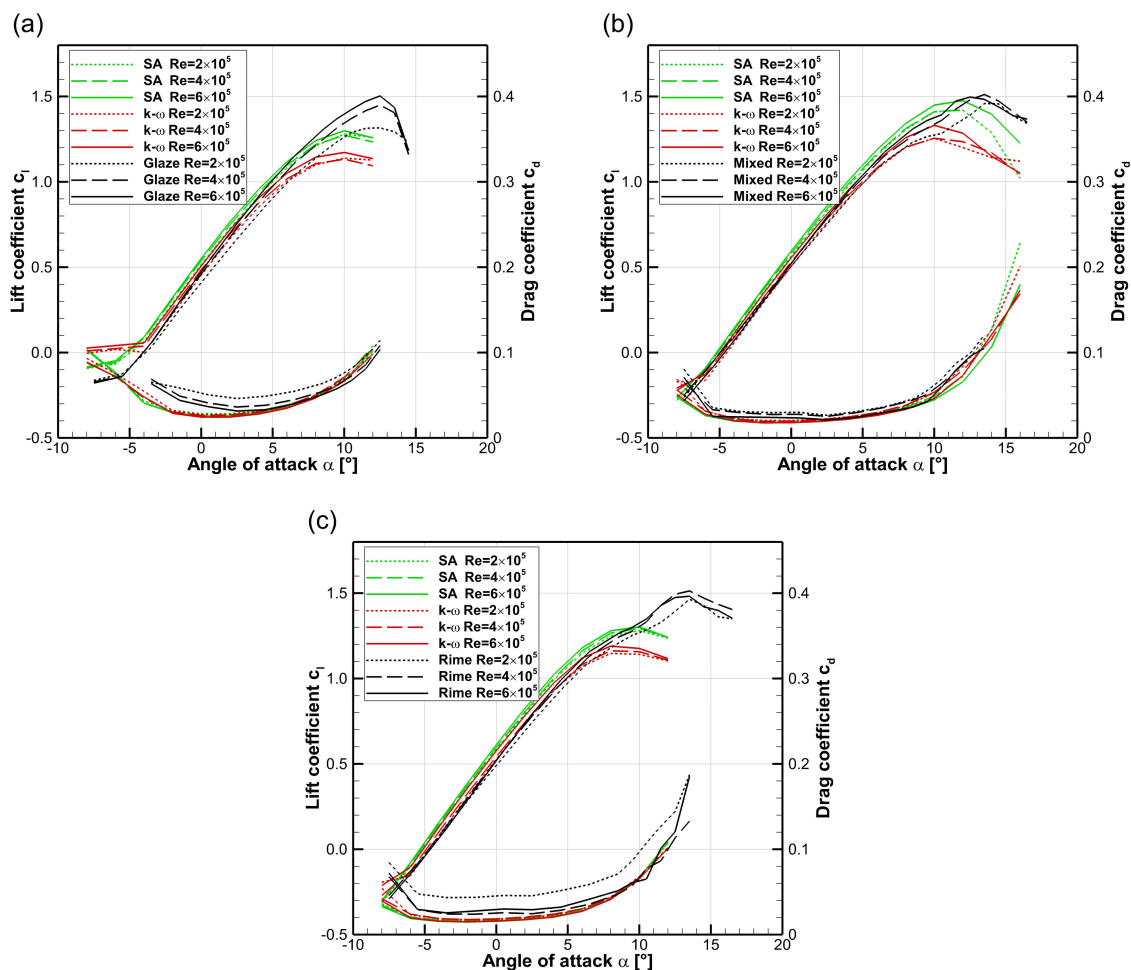 (a)
SA Re=2×10⁵
SA Re=4×10⁵
SA Re=6×10⁵
k-ω Re=2×10⁵
k-ω Re=4×10⁵
k-ω Re=6×10⁵
Glaze Re=2×10⁵
Glaze Re=4×10⁵
Glaze Re=6×10⁵
Lift coefficient cₗ
1.5
1.0
0.5
0.0
-0.5
Drag coefficient c_d
0.4
0.3
0.2
0.1
0
-10 -5 0 5 10 15 20
Angle of attack α [°]
(b)
SA Re=2×10⁵
SA Re=4×10⁵
SA Re=6×10⁵
k-ω Re=2×10⁵
k-ω Re=4×10⁵
k-ω Re=6×10⁵
Mixed Re=2×10⁵
Mixed Re=4×10⁵
Mixed Re=6×10⁵
Lift coefficient cₗ
1.5
1.0
0.5
0.0
-0.5
Drag coefficient c_d
0.4
0.3
0.2
0.1
0
-10 -5 0 5 10 15 20
Angle of attack α [°]
(c)
SA Re=2×10⁵
SA Re=4×10⁵
SA Re=6×10⁵
k-ω Re=2×10⁵
k-ω Re=4×10⁵
k-ω Re=6×10⁵
Rime Re=2×10⁵
Rime Re=4×10⁵
Rime Re=6×10⁵
Lift coefficient cₗ
1.5
1.0
0.5
0.0
-0.5
Drag coefficient c_d
0.4
0.3
0.2
0.1
0
-10 -5 0 5 10 15 20
Angle of attack α [°]